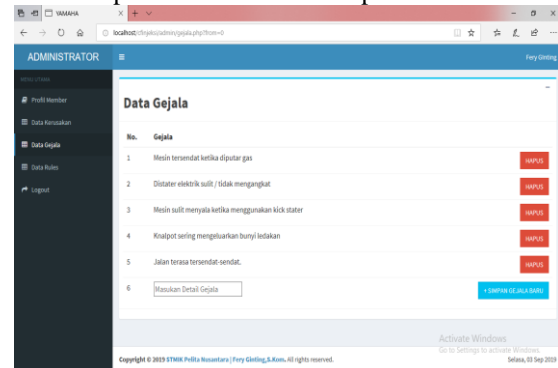 YAMAHA
localhost/cfinjeksi/admin/gejala.php?from=0
ADMINISTRATOR
Fery Ginting
MENU UTAMA
Profil Member
Data Kerusakan
Data Gejala
Data Rules
Logout
Data Gejala
No. Gejala
1 Mesin tersendat ketika diputar gas HAPUS
2 Distater elektrik sulit / tidak mengangkat HAPUS
3 Mesin sulit menyala ketika menggunakan kick stater HAPUS
4 Knalpot sering mengeluarkan bunyi ledakan HAPUS
5 Jalan terasa tersendat-sendat. HAPUS
6 Masukan Detail Gejala + SIMPAN GEJALA BARU
Activate Windows
Go to Settings to activate Windows.
Copyright © 2019 STMIK Pelita Nusantara | Fery Ginting,S.Kom. All rights reserved. Selasa, 03 Sep 2019